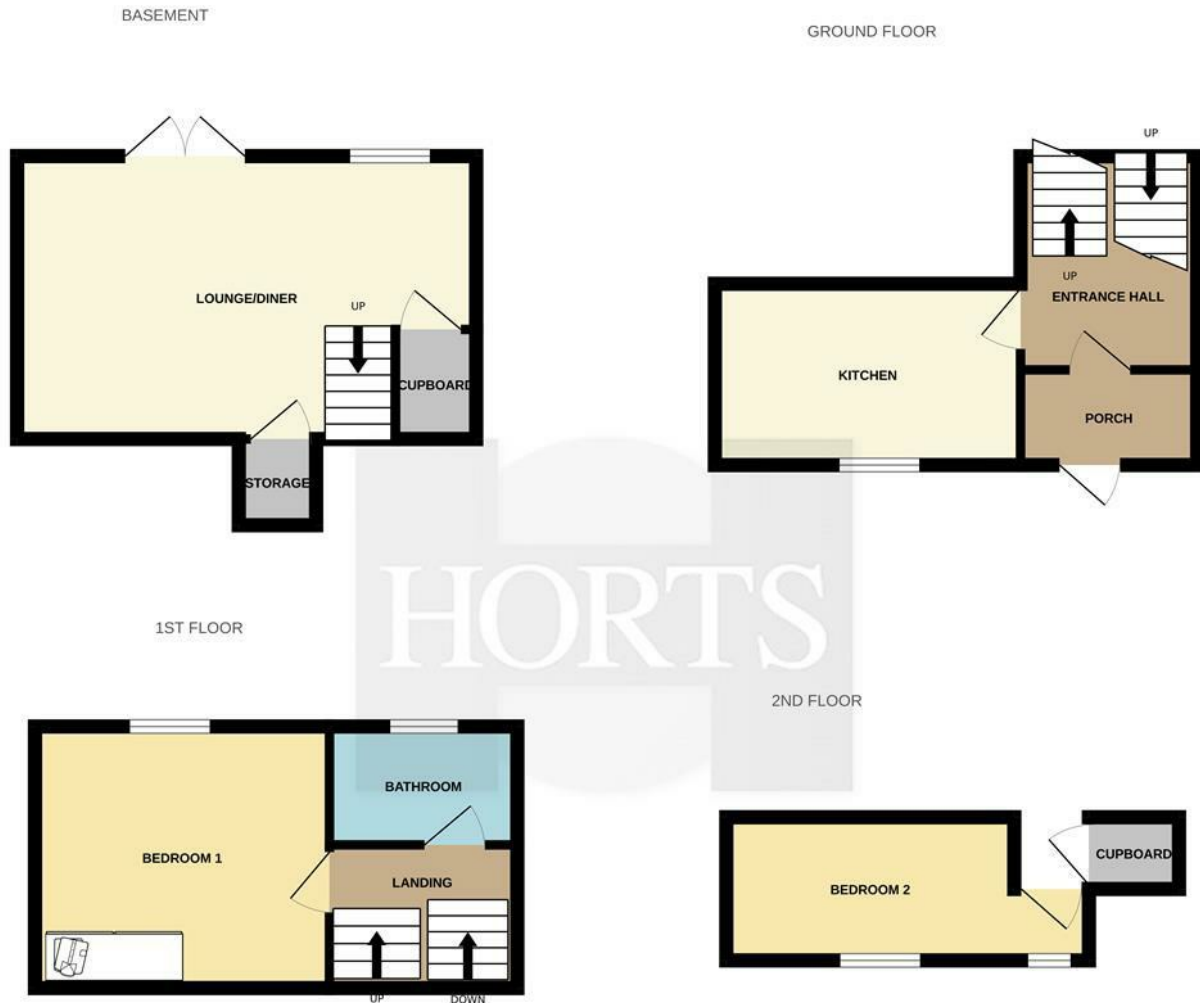 BASEMENT
LOUNGE/DINER
UP
CUPBOARD
STORAGE
GROUND FLOOR
UP
UP
ENTRANCE HALL
KITCHEN
PORCH
HORTS
1ST FLOOR
BATHROOM
BEDROOM 1
LANDING
UP
DOWN
2ND FLOOR
CUPBOARD
BEDROOM 2